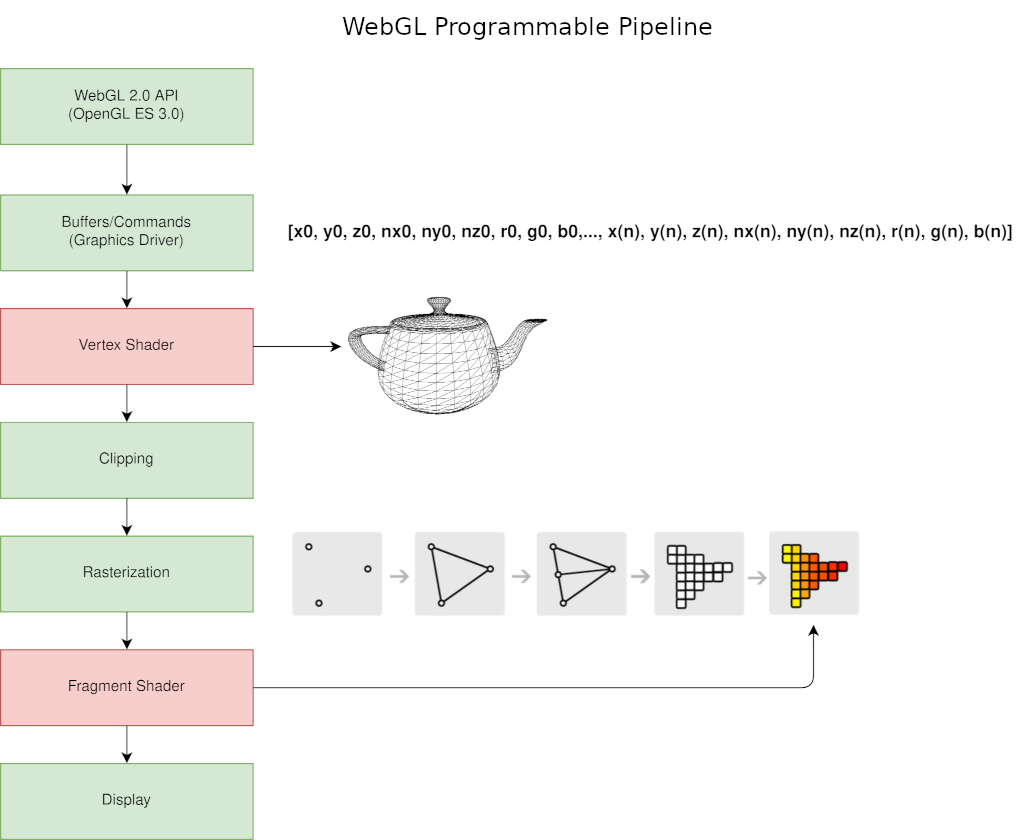 WebGL Programmable Pipeline
WebGL 2.0 API
(OpenGL ES 3.0)
Buffers/Commands
(Graphics Driver)
[x0, y0, z0, nx0, ny0, nz0, r0, g0, b0,..., x(n), y(n), z(n), nx(n), ny(n), nz(n), r(n), g(n), b(n)]
Vertex Shader
Clipping
Rasterization
Fragment Shader
Display